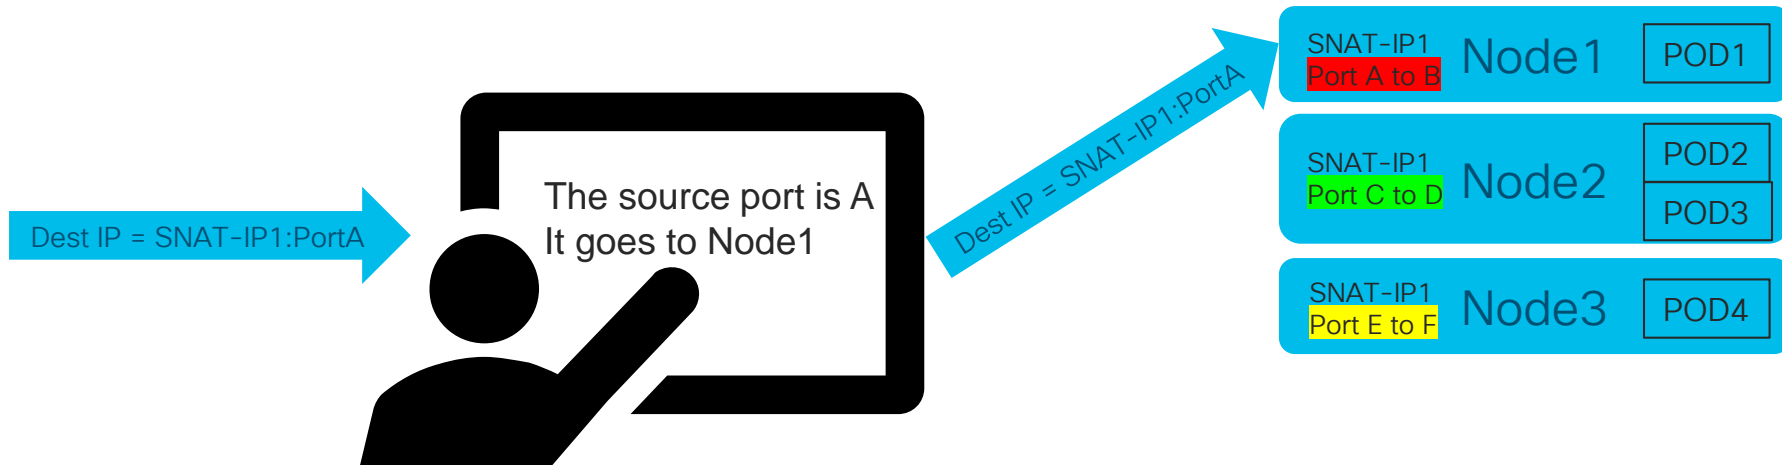 Dest IP = SNAT-IP1:PortA
The source port is A
It goes to Node1
Dest IP = SNAT-IP1:PortA
SNAT-IP1
Port A to B
Node1
POD1
SNAT-IP1
Port C to D
Node2
POD2
POD3
SNAT-IP1
Port E to F
Node3
POD4